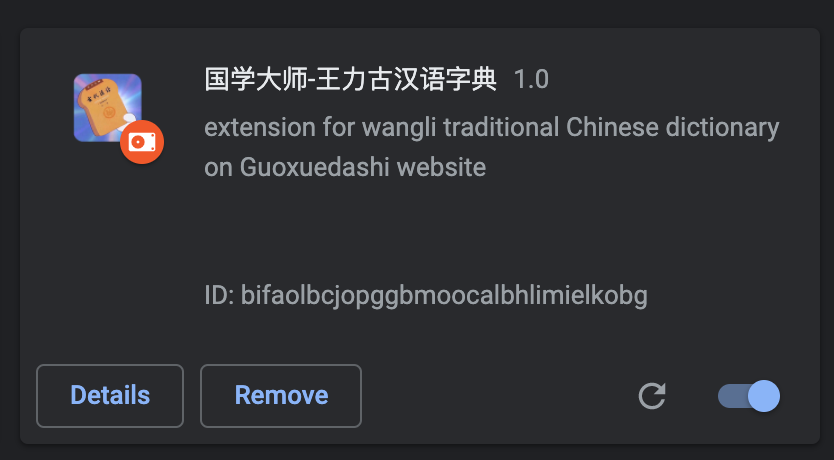 国学大师-王力古汉语字典 1.0
extension for wangli traditional Chinese dictionary
on Guoxuedashi website
ID: bifaolbcjopggbmoocalbhlimielkobg
Details Remove